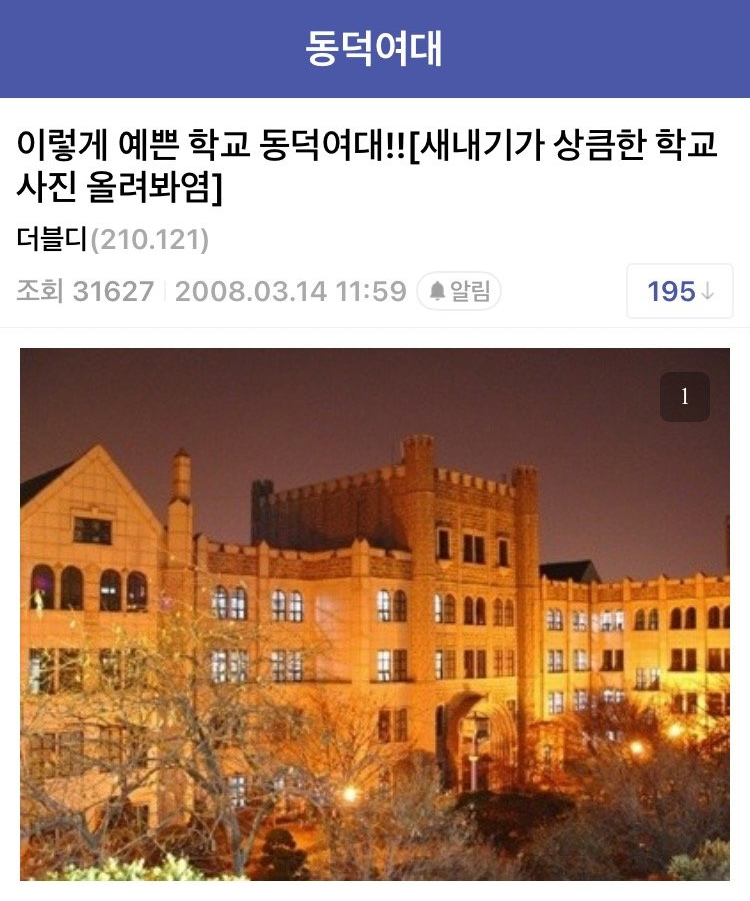 동덕여대
이렇게 예쁜 학교 동덕여대!![새내기가 상큼한 학교
사진 올려봐염]
더블디(210.121)
조회 31627 2008.03.14 11:59 알림 195↓
1